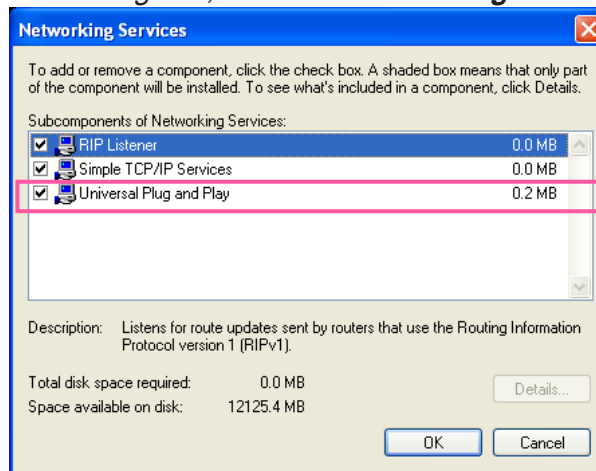 Networking Services
To add or remove a component, click the check box. A shaded box means that only part
of the component will be installed. To see what's included in a component, click Details.
Subcomponents of Networking Services:
RIP Listener 0.0 MB
Simple TCP/IP Services 0.0 MB
Universal Plug and Play 0.2 MB
Description: Listens for route updates sent by routers that use the Routing Information
Protocol version 1 (RIPv1).
Total disk space required: 0.0 MB
Details...
Space available on disk: 12125.4 MB
OK Cancel